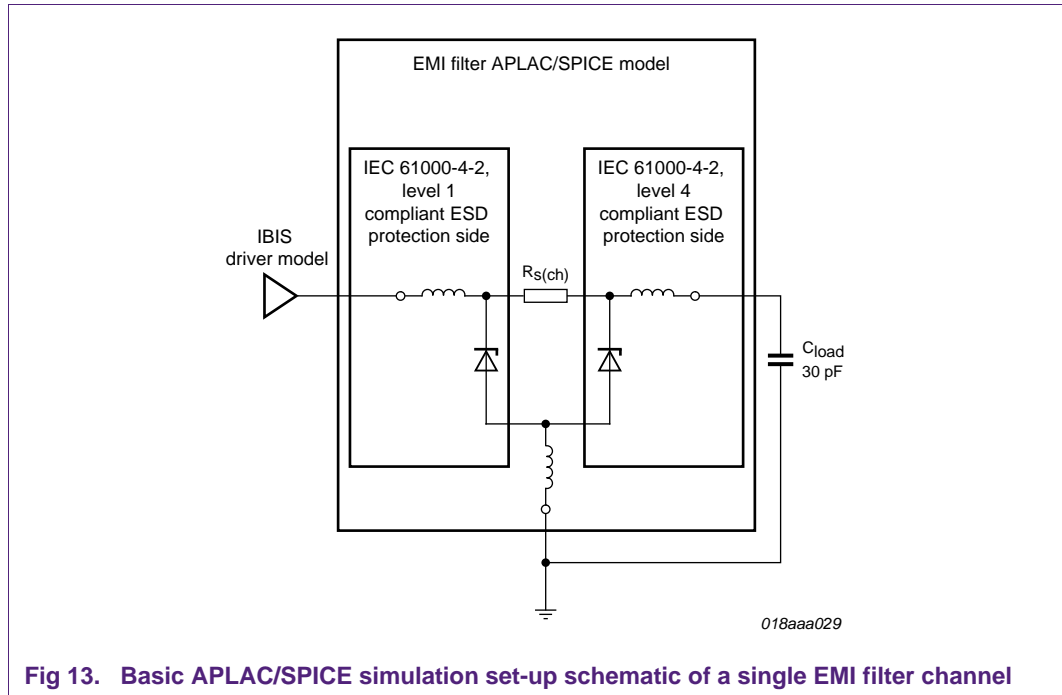 EMI filter APLAC/SPICE model
IEC 61000-4-2,
level 1
compliant ESD
protection side
IEC 61000-4-2,
level 4
compliant ESD
protection side
IBIS
driver model
Rs(ch)
Cload
30 pF
018aaa029
Fig 13. Basic APLAC/SPICE simulation set-up schematic of a single EMI filter channel